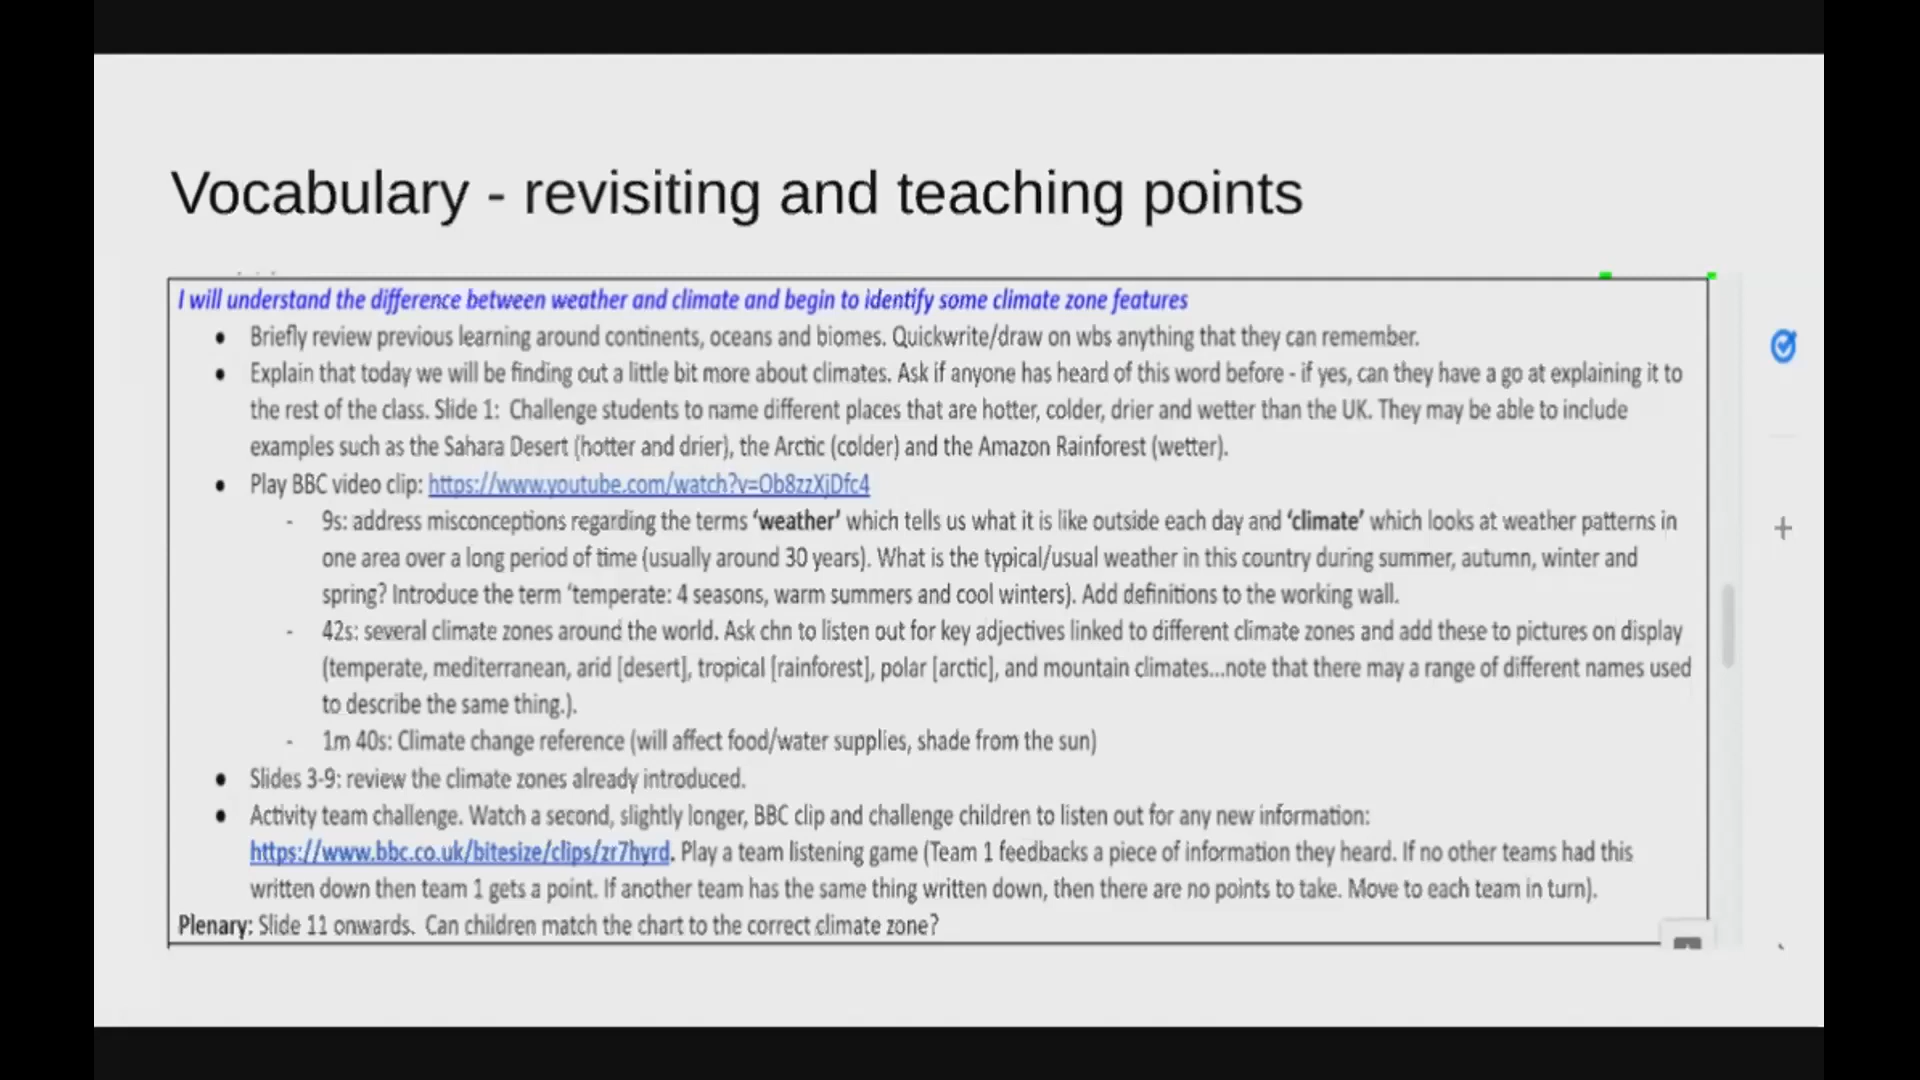 Vocabulary - revisiting and teaching points
I will understand the difference between weather and climate and begin to identify some climate zone features
● Briefly review previous learning around continents, oceans and biomes. Quickwrite/draw on wbs anything that they can remember.
● Explain that today we will be finding out a little bit more about climates. Ask if anyone has heard of this word before - if yes, can they have a go at explaining it to
the rest of the class. Slide 1: Challenge students to name different places that are hotter, colder, drier and wetter than the UK. They may be able to include
examples such as the Sahara Desert (hotter and drier), the Arctic (colder) and the Amazon Rainforest (wetter).
● Play BBC video clip: https://www.youtube.com/watch?v=Ob8zzXjDfc4
- 9s: address misconceptions regarding the terms ‘weather’ which tells us what it is like outside each day and ‘climate’ which looks at weather patterns in
one area over a long period of time (usually around 30 years). What is the typical/usual weather in this country during summer, autumn, winter and
spring? Introduce the term ‘temperate: 4 seasons, warm summers and cool winters). Add definitions to the working wall.
- 42s: several climate zones around the world. Ask chn to listen out for key adjectives linked to different climate zones and add these to pictures on display
(temperate, mediterranean, arid [desert], tropical [rainforest], polar [arctic], and mountain climates...note that there may a range of different names used
to describe the same thing.).
- 1m 40s: Climate change reference (will affect food/water supplies, shade from the sun)
● Slides 3-9: review the climate zones already introduced.
● Activity team challenge. Watch a second, slightly longer, BBC clip and challenge children to listen out for any new information:
https://www.bbc.co.uk/bitesize/clips/zr7hyrd. Play a team listening game (Team 1 feedbacks a piece of information they heard. If no other teams had this
written down then team 1 gets a point. If another team has the same thing written down, then there are no points to take. Move to each team in turn).
Plenary: Slide 11 onwards. Can children match the chart to the correct climate zone?